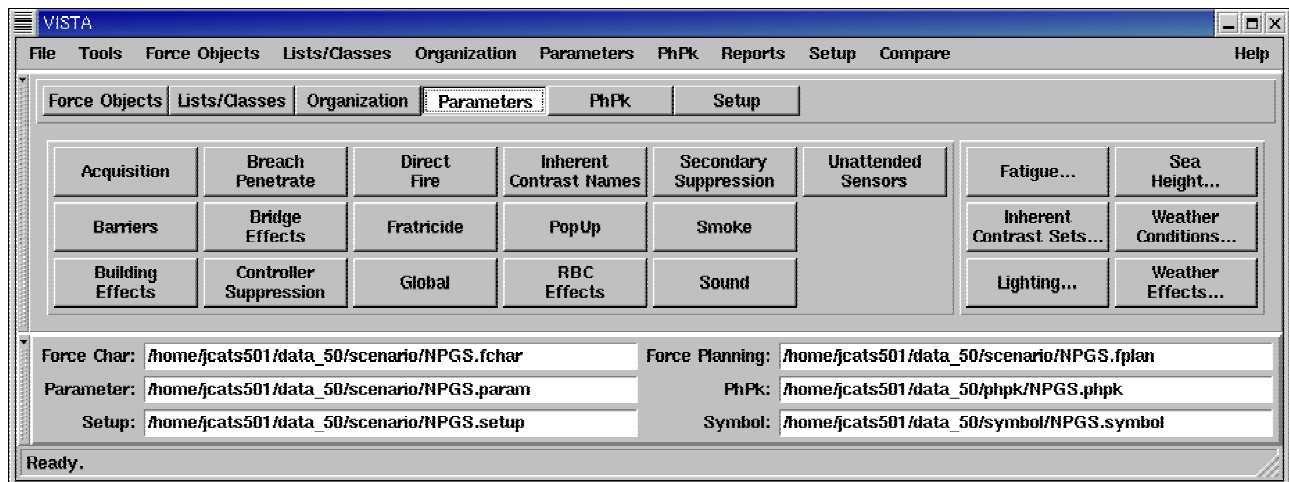 VISTA
File Tools Force Objects Lists/Classes Organization Parameters PhPk Reports Setup Compare Help
Force Objects Lists/Classes Organization Parameters PhPk Setup
Acquisition
Breach
Penetrate
Direct
Fire
Inherent
Contrast Names
Secondary
Suppression
Unattended
Sensors
Fatigue...
Sea
Height...
Barriers
Bridge
Effects
Fratricide
PopUp
Smoke
Inherent
Contrast Sets...
Weather
Conditions...
Building
Effects
Controller
Suppression
Global
RBC
Effects
Sound
Lighting...
Weather
Effects...
Force Char: /home/jcats501/data_50/scenario/NPGS.fchar
Force Planning: /home/jcats501/data_50/scenario/NPGS.fplan
Parameter: /home/jcats501/data_50/scenario/NPGS.param
PhPk: /home/jcats501/data_50/phpk/NPGS.phpk
Setup: /home/jcats501/data_50/scenario/NPGS.setup
Symbol: /home/jcats501/data_50/symbol/NPGS.symbol
Ready.